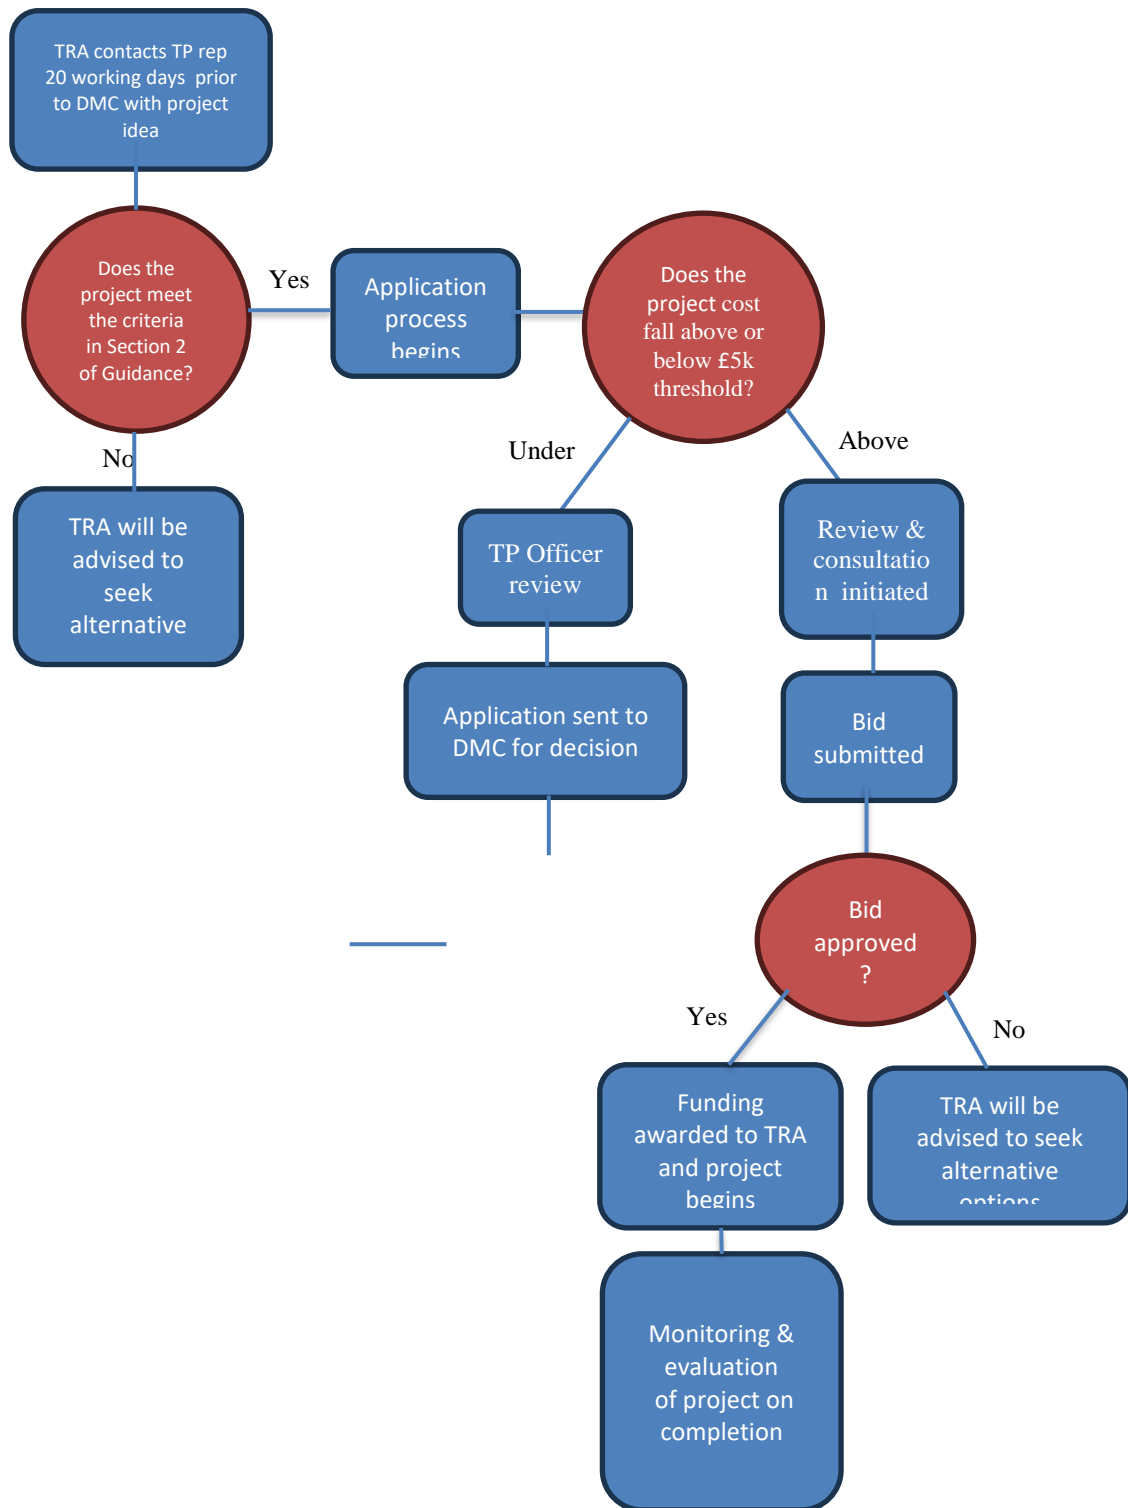 TRA contacts TP rep
20 working days prior
to DMC with project
idea
Does the
project meet
the criteria
in Section 2
of Guidance?
Yes
Application
process
begins
Does the
project cost
fall above or
below £5k
threshold?
No
TRA will be
advised to
seek
alternative
Under
Above
TP Officer
review
Review &
consultatio
n initiated
Application sent to
DMC for decision
Bid
submitted
Bid
approved
?
Yes
No
Funding
awarded to TRA
and project
begins
TRA will be
advised to seek
alternative
options
Monitoring &
evaluation
of project on
completion